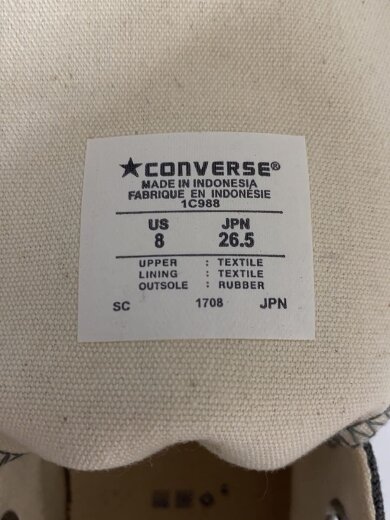 ★CONVERSE®
MADE IN INDONESIA
FABRIQUE EN INDONÉSIE
1C988
US JPN
8 26.5
UPPER : TEXTILE
LINING : TEXTILE
OUTSOLE : RUBBER
SC 1708 JPN